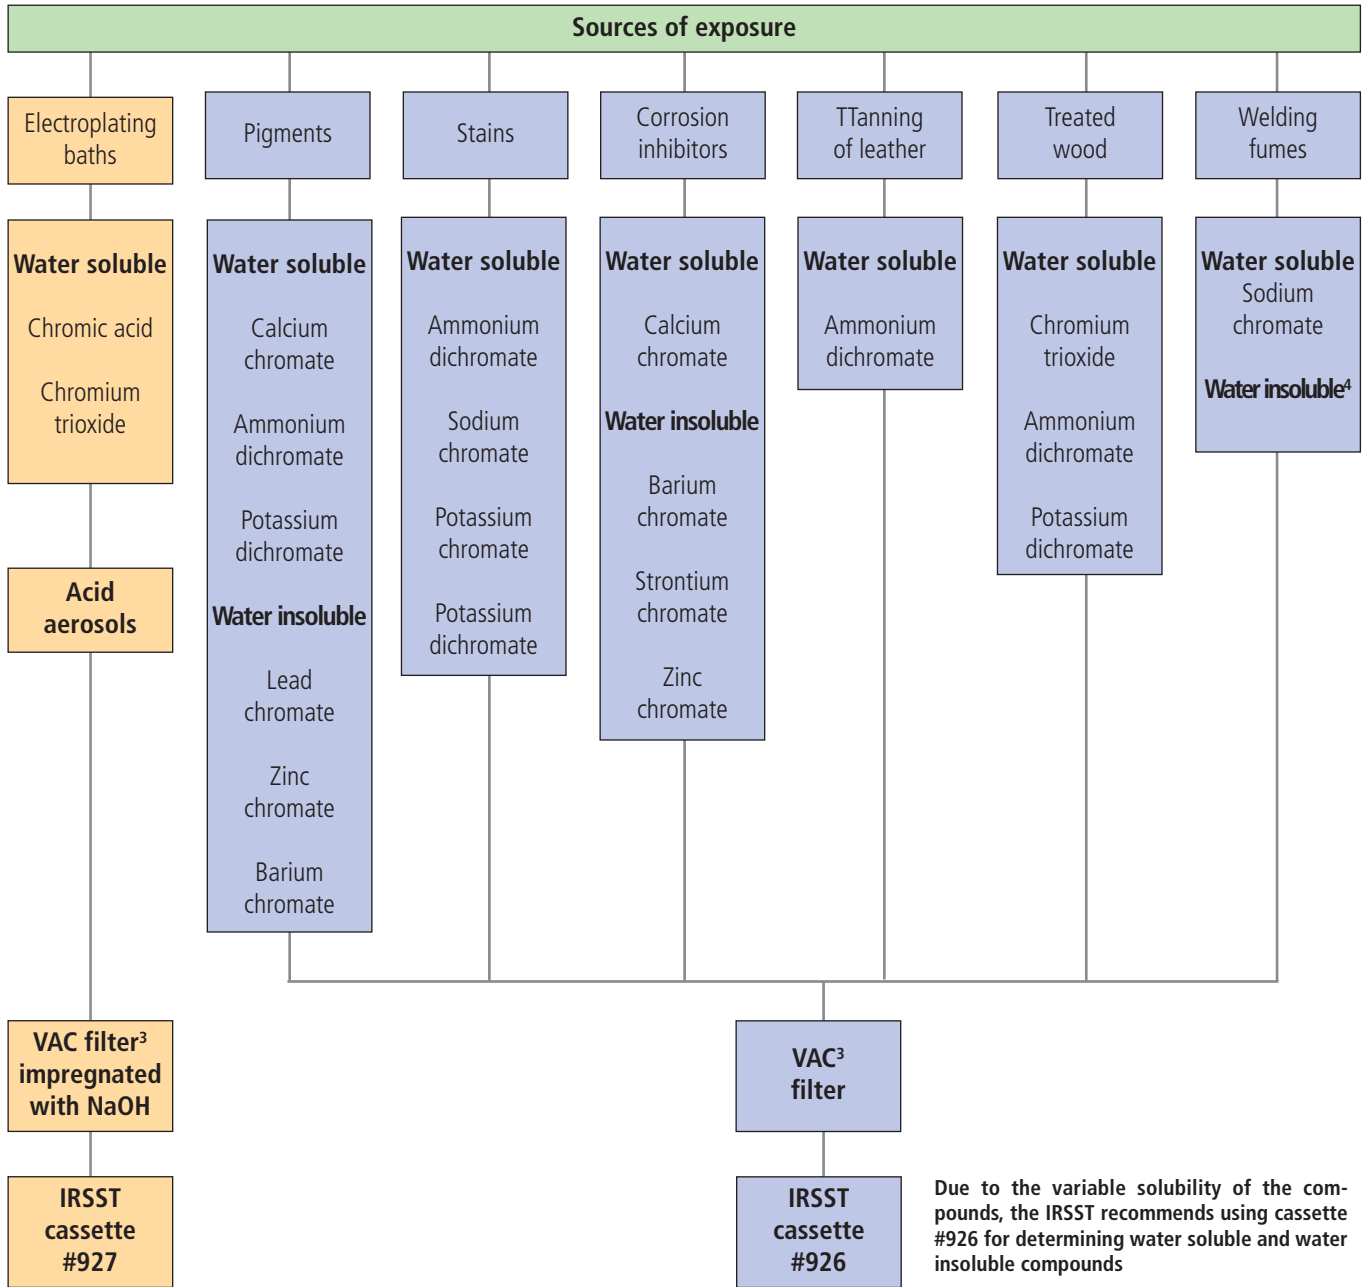 Sources of exposure
Electroplating
baths
Pigments
Stains
Corrosion
inhibitors
TTanning
of leather
Treated
wood
Welding
fumes
Water soluble
Chromic acid
Chromium
trioxide
Acid
aerosols
Water soluble
Calcium
chromate
Ammonium
dichromate
Potassium
dichromate
Water insoluble
Lead
chromate
Zinc
chromate
Barium
chromate
Water soluble
Ammonium
dichromate
Sodium
chromate
Potassium
chromate
Potassium
dichromate
Water soluble
Calcium
chromate
Water insoluble
Barium
chromate
Strontium
chromate
Zinc
chromate
Water soluble
Ammonium
dichromate
Water soluble
Chromium
trioxide
Ammonium
dichromate
Potassium
dichromate
Water soluble
Sodium
chromate
Water insoluble⁴
VAC filter³
impregnated
with NaOH
IRSST
cassette
#927
VAC³
filter
IRSST
cassette
#926
Due to the variable solubility of the com-
pounds, the IRSST recommends using cassette
#926 for determining water soluble and water
insoluble compounds